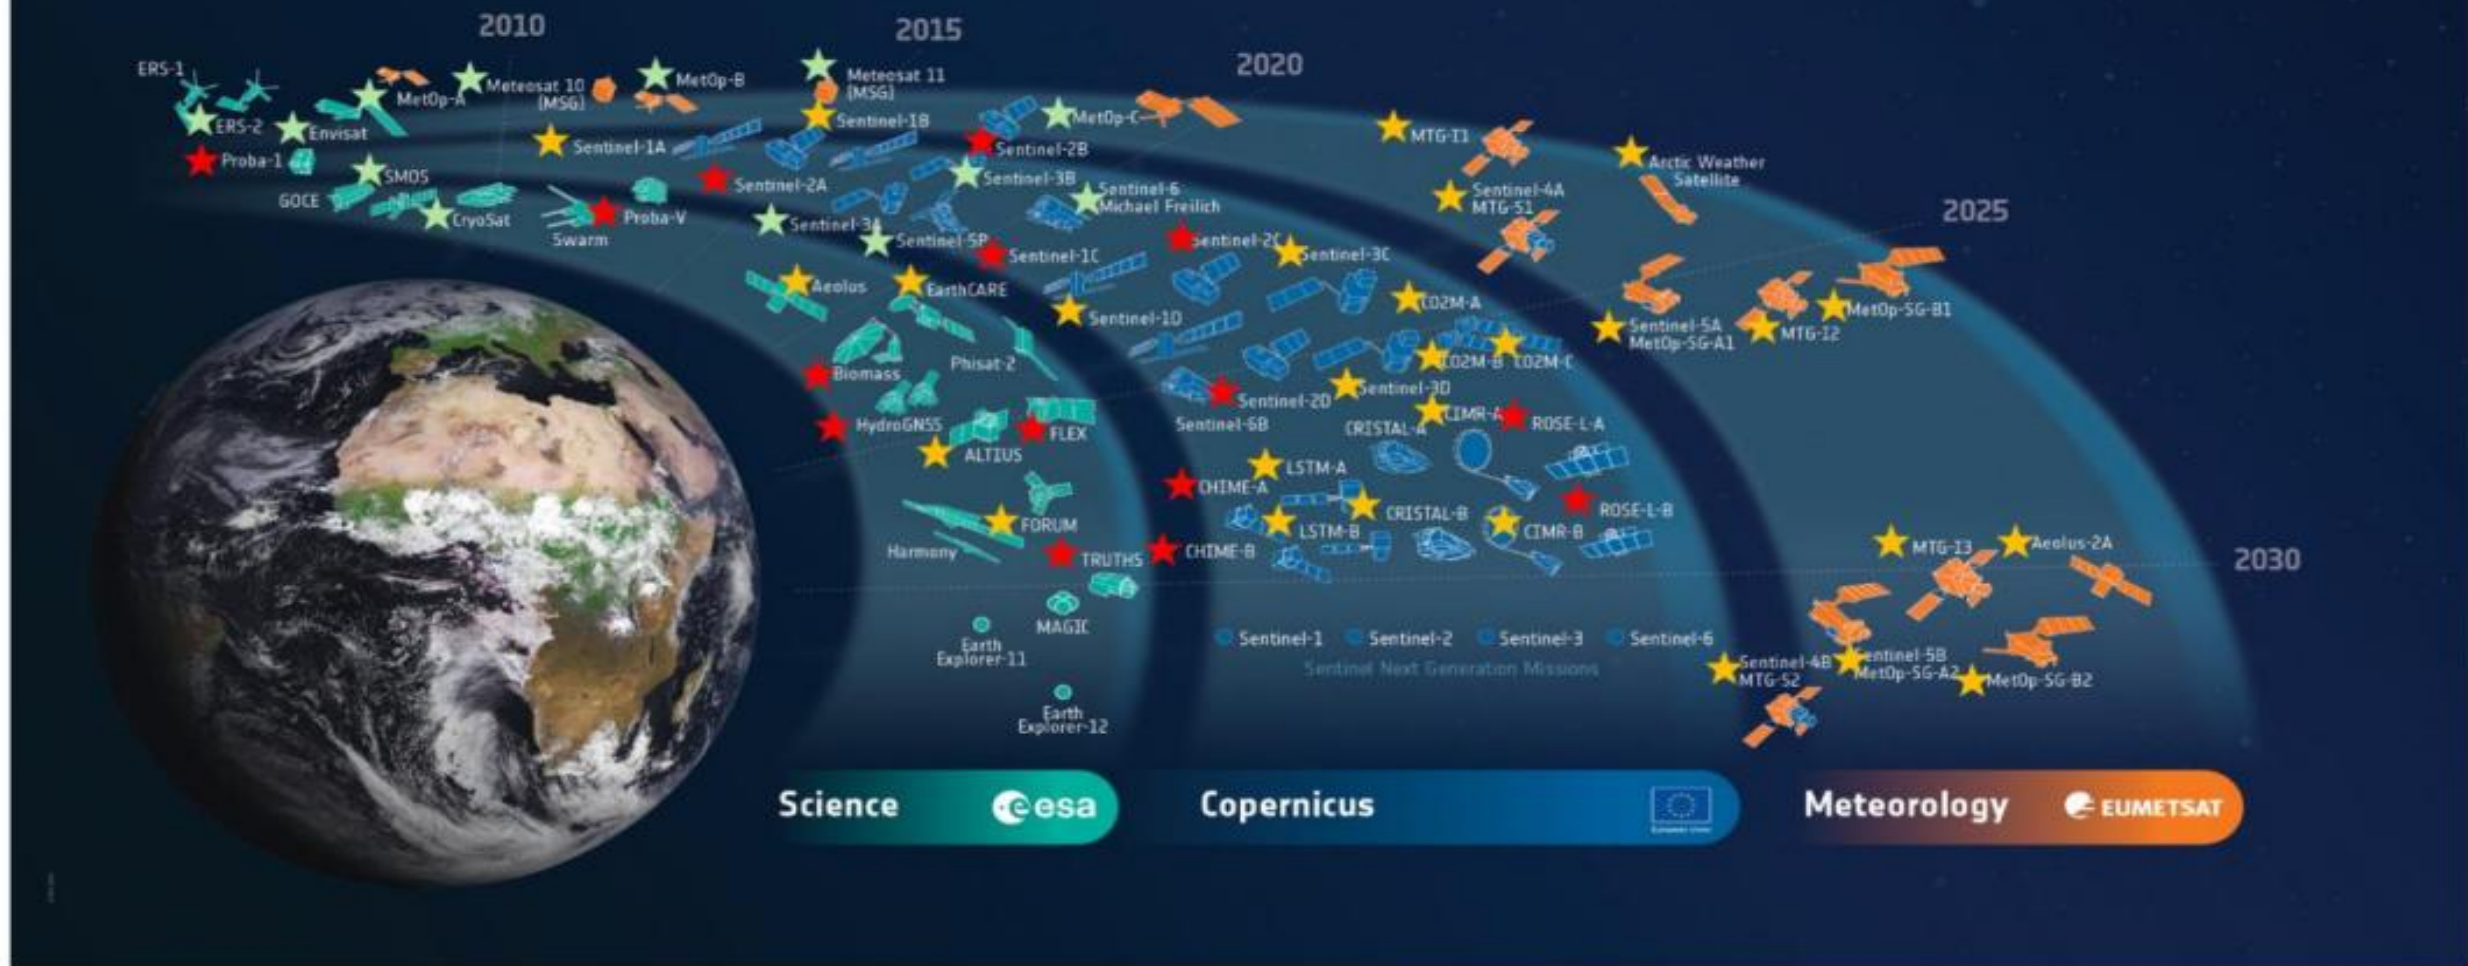 2010
2015
2020
2025
2030
ERS-1
ERS-2
Envisat
MetOp-A
Meteosat 10
(MSG)
MetOp-B
Meteosat 11
(MSG)
MetOp-C
MTG-I1
Arctic Weather
Satellite
Sentinel-4A
MTG-S1
Sentinel-5A
MetOp-SG-A1
MTG-I2
MetOp-SG-B1
MTG-I3
Aeolus-2A
Sentinel-4B
MTG-S2
Sentinel-5B
MetOp-SG-A2
MetOp-SG-B2
Sentinel-1A
Sentinel-1B
Sentinel-2A
Sentinel-2B
Sentinel-3A
Sentinel-3B
Sentinel-5P
Sentinel-6
Michael Freilich
Sentinel-1C
Sentinel-2C
Sentinel-3C
Sentinel-1D
CO2M-A
CO2M-B
CO2M-C
Sentinel-2D
Sentinel-3D
Sentinel-6B
CIMR-A
CRISTAL-A
ROSE-L-A
LSTM-A
CHIME-A
CRISTAL-B
ROSE-L-B
LSTM-B
CIMR-B
CHIME-B
Sentinel-1
Sentinel-2
Sentinel-3
Sentinel-6
Sentinel Next Generation Missions
Proba-1
SMOS
GOCE
CryoSat
Swarm
Proba-V
Aeolus
EarthCARE
Phisat-2
Biomass
HydroGNSS
FLEX
ALTIUS
FORUM
Harmony
TRUTHS
MAGIC
Earth
Explorer-11
Earth
Explorer-12
Science
esa
Copernicus
European Union
Meteorology
EUMETSAT